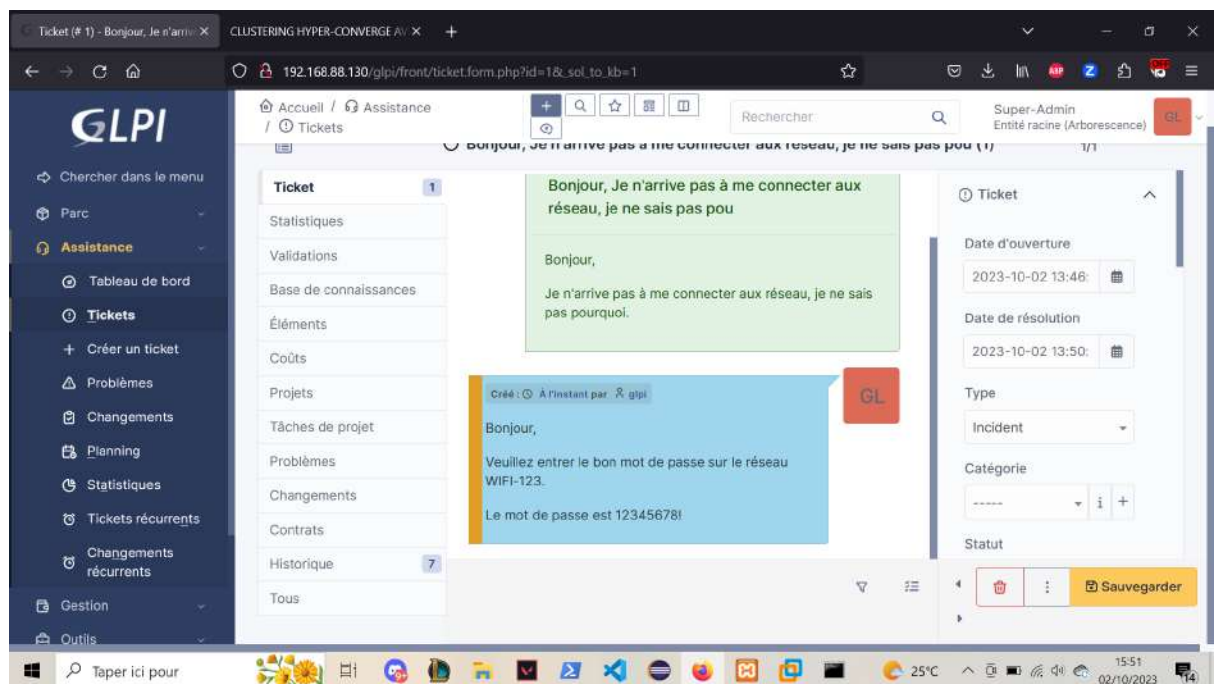 Ticket (# 1) - Bonjour, Je n'arriv
CLUSTERING HYPER-CONVERGE AV
192.168.88.130/glpi/front/ticket.form.php?id=1&_sol_to_kb=1
GLPI
Chercher dans le menu
Parc
Assistance
Tableau de bord
Tickets
Créer un ticket
Problèmes
Changements
Planning
Statistiques
Tickets récurrents
Changements
récurrents
Gestion
Outils
Accueil / Assistance
/ Tickets
Rechercher
Super-Admin
Entité racine (Arborescence)
GL
Bonjour, Je n'arrive pas à me connecter aux réseau, je ne sais pas pou (1)
1/1
Ticket 1
Statistiques
Validations
Base de connaissances
Éléments
Coûts
Projets
Tâches de projet
Problèmes
Changements
Contrats
Historique 7
Tous
Bonjour, Je n'arrive pas à me connecter aux
réseau, je ne sais pas pou
Bonjour,
Je n'arrive pas à me connecter aux réseau, je ne sais
pas pourquoi.
Créé : À l'instant par glpi
GL
Bonjour,
Veuillez entrer le bon mot de passe sur le réseau
WIFI-123.
Le mot de passe est 12345678!
Ticket
Date d'ouverture
2023-10-02 13:46:
Date de résolution
2023-10-02 13:50:
Type
Incident
Catégorie
-----
Statut
Sauvegarder
Taper ici pour
25°C
15:51
02/10/2023
14